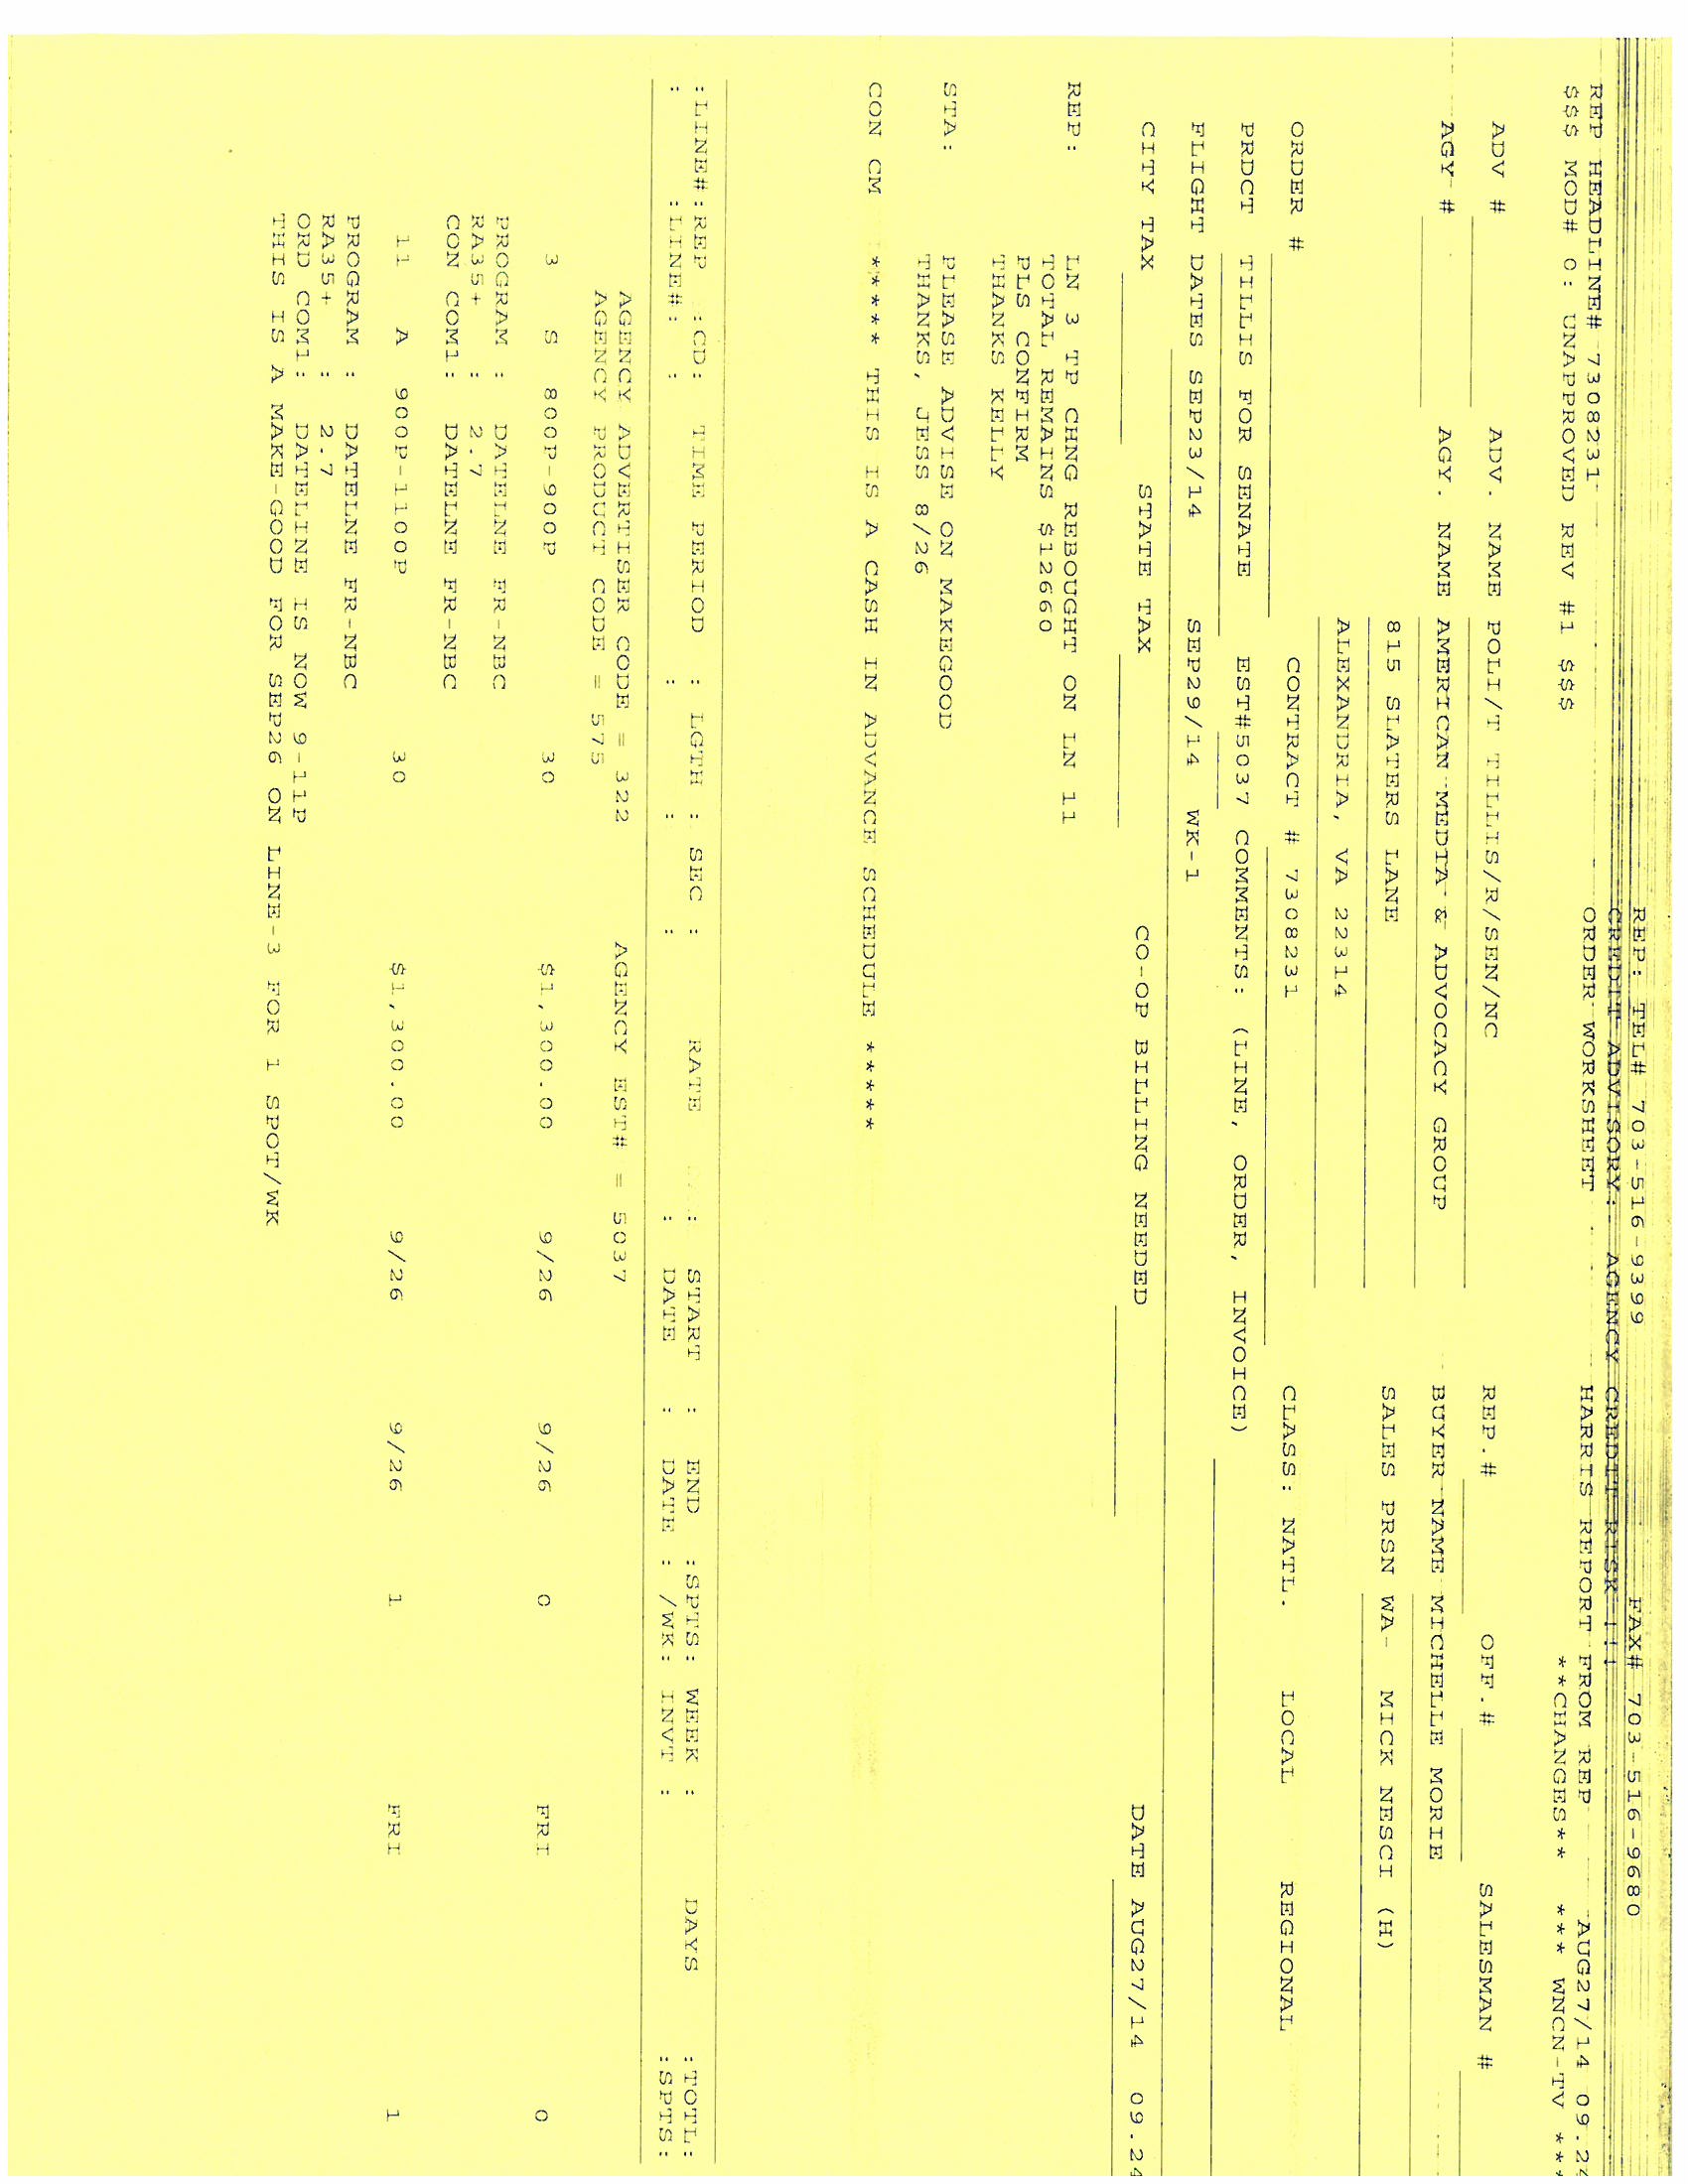 REP: TEL# 703-516-9399 FAX# 703-516-9680
CREDIT ADVISORY: AGENCY CREDIT RISK !!!
REP HEADLINE# 7308231 ORDER WORKSHEET HARRIS REPORT FROM REP AUG27/14 09.24
$$$ MOD# 0: UNAPPROVED REV #1 $$$ **CHANGES** *** WNCN-TV ***
ADV # ADV. NAME POLI/T TILLIS/R/SEN/NC REP.# OFF.# SALESMAN #
AGY # AGY. NAME AMERICAN MEDIA & ADVOCACY GROUP BUYER NAME MICHELLE MORIE
815 SLATERS LANE SALES PRSN WA- MICK NESCI (H)
ALEXANDRIA, VA 22314
ORDER # CONTRACT # 7308231 CLASS: NATL. LOCAL REGIONAL
PRDCT TILLIS FOR SENATE EST#5037 COMMENTS: (LINE, ORDER, INVOICE)
FLIGHT DATES SEP23/14 SEP29/14 WK-1
CITY TAX STATE TAX CO-OP BILLING NEEDED DATE AUG27/14 09.24
REP: LN 3 TP CHNG REBOUGHT ON LN 11
TOTAL REMAINS $12660
PLS CONFIRM
THANKS KELLY
STA: PLEASE ADVISE ON MAKEGOOD
THANKS, JESS 8/26
CON CM ***** THIS IS A CASH IN ADVANCE SCHEDULE *****
:LINE#:REP :CD: TIME PERIOD : LGTH : SEC : RATE : START : END :SPTS: WEEK : DAYS :TOTL:
: :LINE#: : : : : : DATE : DATE : /WK: INVT : :SPTS:
AGENCY ADVERTISER CODE = 322 AGENCY EST# = 5037
AGENCY PRODUCT CODE = 575
3 S 800P-900P 30 $1,300.00 9/26 9/26 0 FRI 0
PROGRAM : DATELNE FR-NBC
RA35+ : 2.7
CON COM1: DATELNE FR-NBC
11 A 900P-1100P 30 $1,300.00 9/26 9/26 1 FRI 1
PROGRAM : DATELNE FR-NBC
RA35+ : 2.7
ORD COM1: DATELINE IS NOW 9-11P
THIS IS A MAKE-GOOD FOR SEP26 ON LINE-3 FOR 1 SPOT/WK